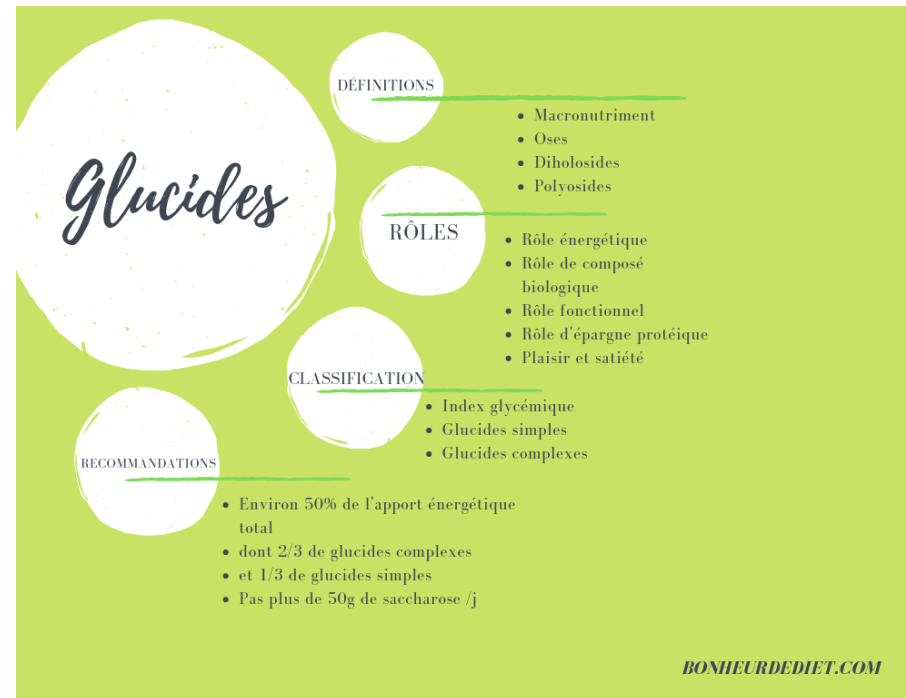 Glucides
DÉFINITIONS
• Macronutriment
• Oses
• Diholosides
• Polyosides
RÔLES
• Rôle énergétique
• Rôle de composé
biologique
• Rôle fonctionnel
• Rôle d'épargne protéique
• Plaisir et satiété
CLASSIFICATION
• Index glycémique
• Glucides simples
• Glucides complexes
RECOMMANDATIONS
• Environ 50% de l'apport énergétique
total
• dont 2/3 de glucides complexes
• et 1/3 de glucides simples
• Pas plus de 50g de saccharose /j
BONHEURDEDIET.COM